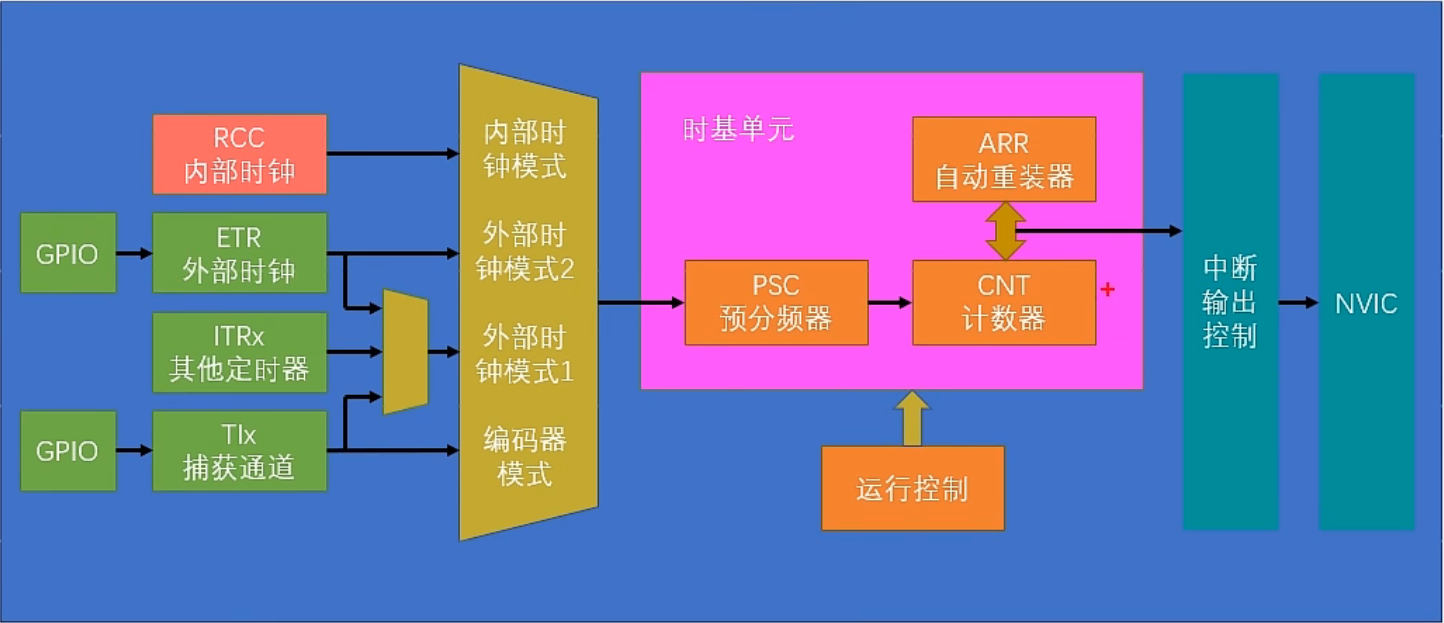 RCC
内部时钟
GPIO
ETR
外部时钟
ITRx
其他定时器
GPIO
TIx
捕获通道
内部时
钟模式
外部时
钟模式2
外部时
钟模式1
编码器
模式
时基单元
ARR
自动重装器
PSC
预分频器
CNT
计数器
+
运行控制
中断
输出
控制
NVIC